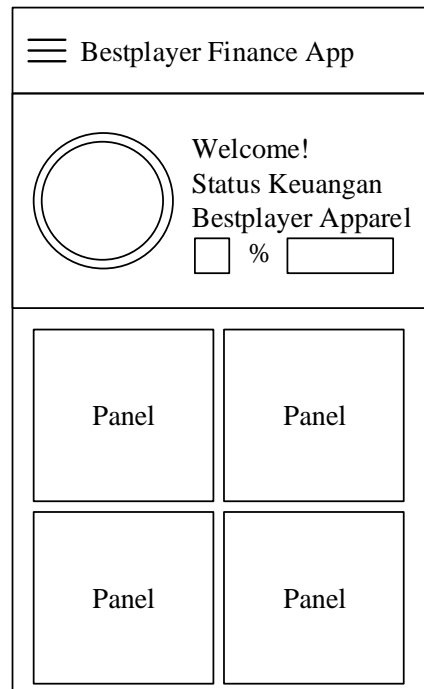 Bestplayer Finance App
Welcome!
Status Keuangan
Bestplayer Apparel
%
Panel Panel
Panel Panel